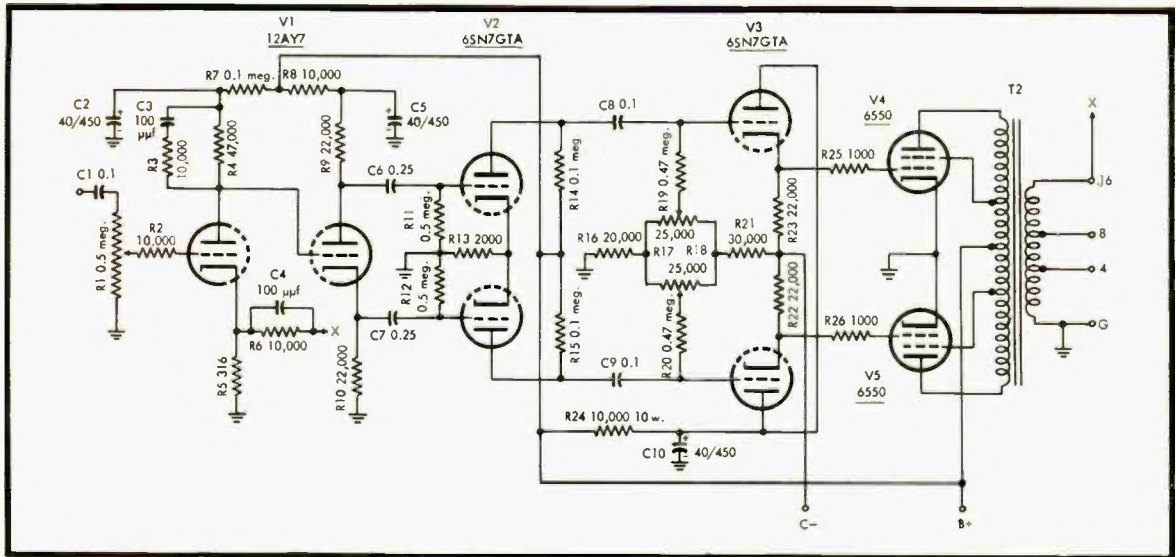 V1
12AY7
V2
6SN7GTA
V3
6SN7GTA
R7 0.1 meg.
R8 10,000
C2
40/450
C3
100
μμf
R3
10,000
R4 47,000
R9 22,000
C5
40/450
C1 0.1
R1 0.5 meg.
R2
10,000
C4
100 μμf
R6 10,000
X
R5 316
R10 22,000
C6 0.25
C7 0.25
R11
0.5 meg.
R12
0.5 meg.
R13 2000
R14 0.1 meg.
R15 0.1 meg.
C8 0.1
C9 0.1
R16 20,000
R19 0.47 meg.
25,000
R17
R18
25,000
R20 0.47 meg.
R21
30,000
R23 22,000
R22 22,000
R24 10,000 10 w.
C10
40/450
R25 1000
R26 1000
V4
6550
V5
6550
T2
X
J6
8
4
G
C–
B+